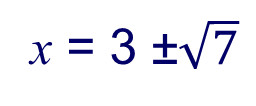 x = 3 ±√7